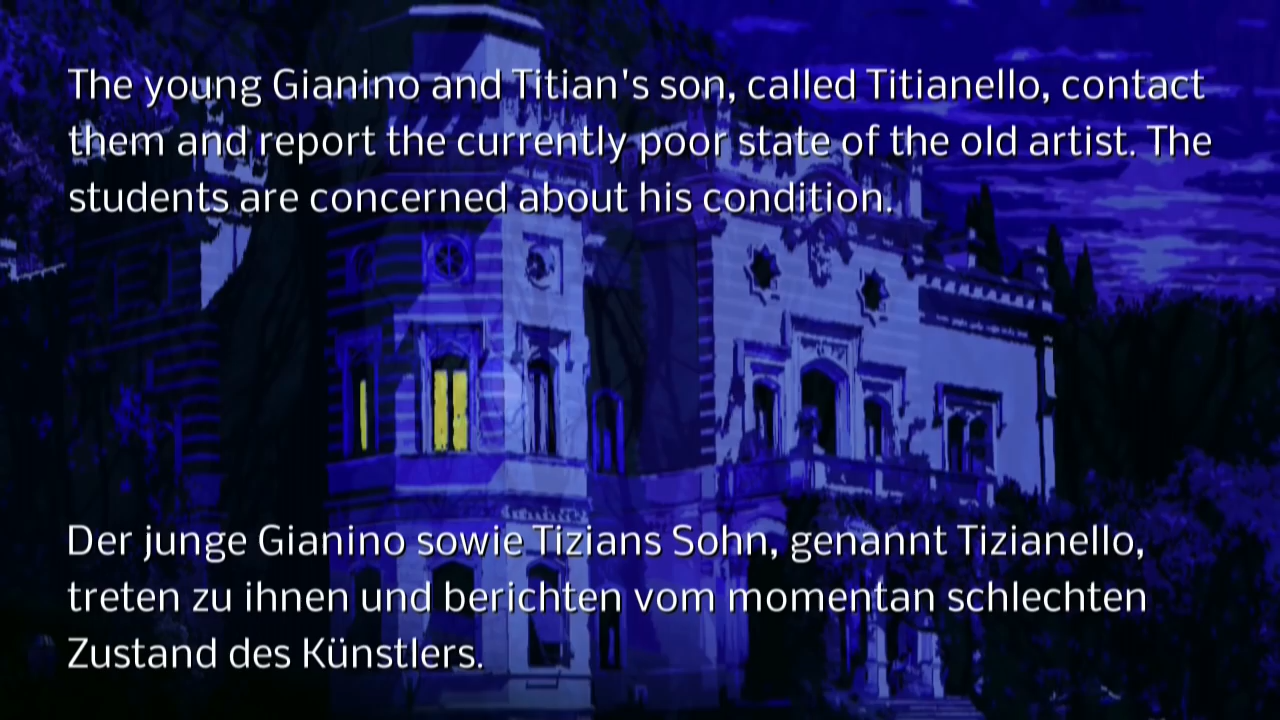 The young Gianino and Titian's son, called Titianello, contact
them and report the currently poor state of the old artist. The
students are concerned about his condition.
Der junge Gianino sowie Tizians Sohn, genannt Tizianello,
treten zu ihnen und berichten vom momentan schlechten
Zustand des Künstlers.